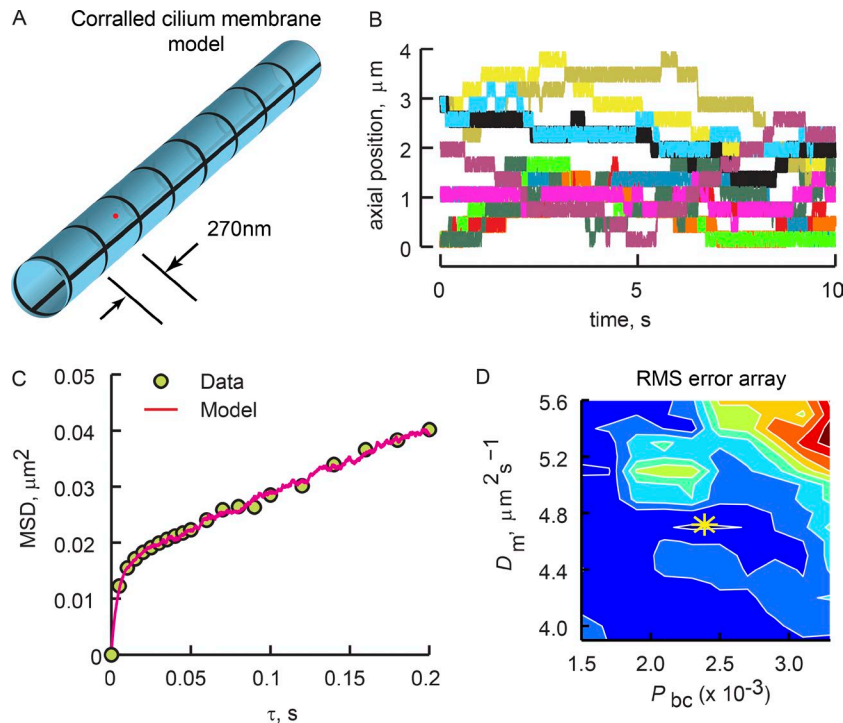 A
Corralled cilium membrane
model
270nm
B
axial position, μm
4
3
2
1
0
0
5
10
time, s
C
Data
Model
MSD, μm2
0.05
0.04
0.03
0.02
0.01
0
0
0.05
0.1
0.15
0.2
τ, s
D
RMS error array
Dm, μm2s−1
5.6
5.2
4.8
4.4
4.0
1.5
2.0
2.5
3.0
Pbc (x 10-3)